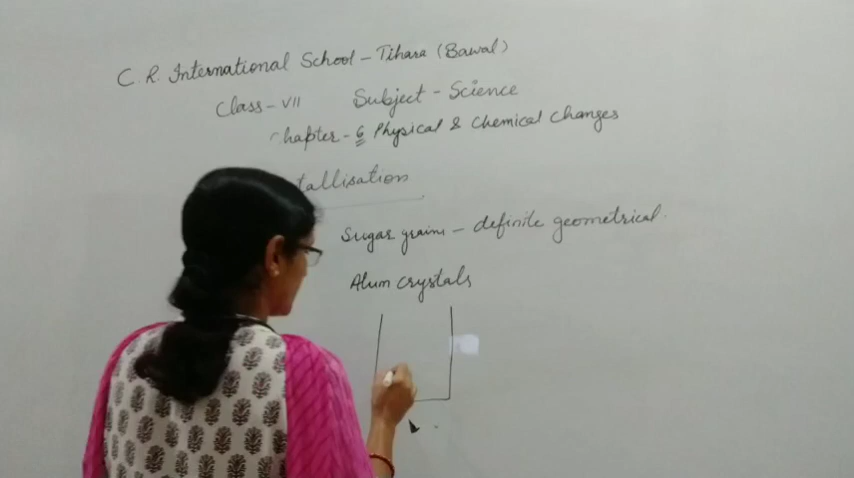 C. R. International School - Tihara (Bawal)
Class - VII Subject - Science
Chapter - 6 Physical & Chemical Changes
tallisation
Sugar grains - definite geometrical
Alum crystals